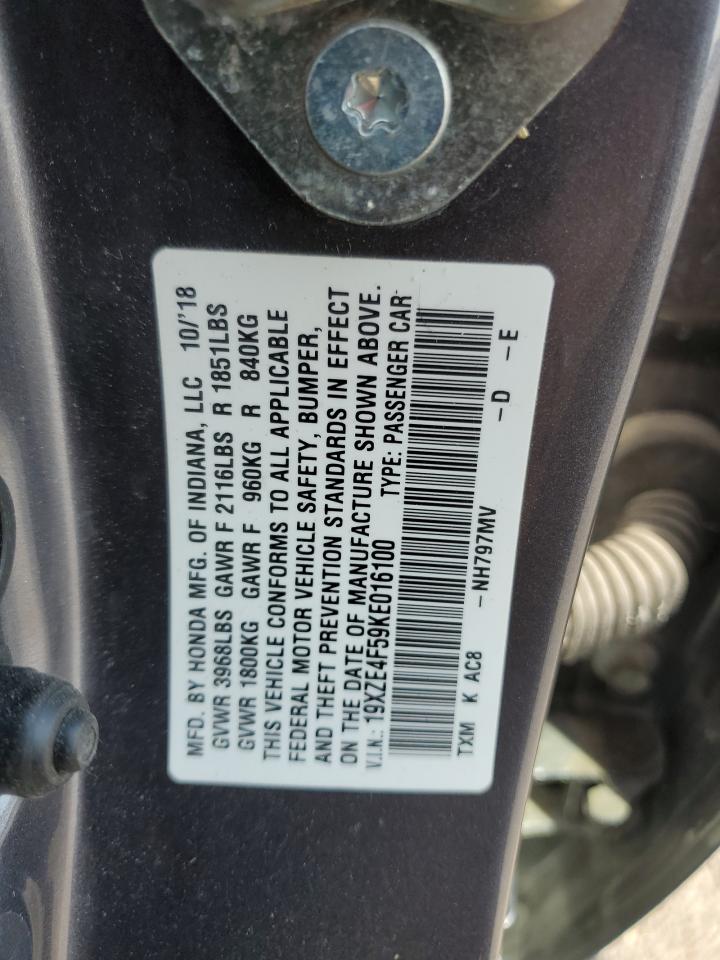 MFD. BY HONDA MFG. OF INDIANA, LLC 10/'18
GVWR 3968LBS GAWR F 2116LBS R 1851LBS
GVWR 1800KG GAWR F 960KG R 840KG
THIS VEHICLE CONFORMS TO ALL APPLICABLE
FEDERAL MOTOR VEHICLE SAFETY, BUMPER,
AND THEFT PREVENTION STANDARDS IN EFFECT
ON THE DATE OF MANUFACTURE SHOWN ABOVE.
V.I.N.: 19XZE4F59KE016100 TYPE: PASSENGER CAR
TXM K AC8 -NH797MV -D -E